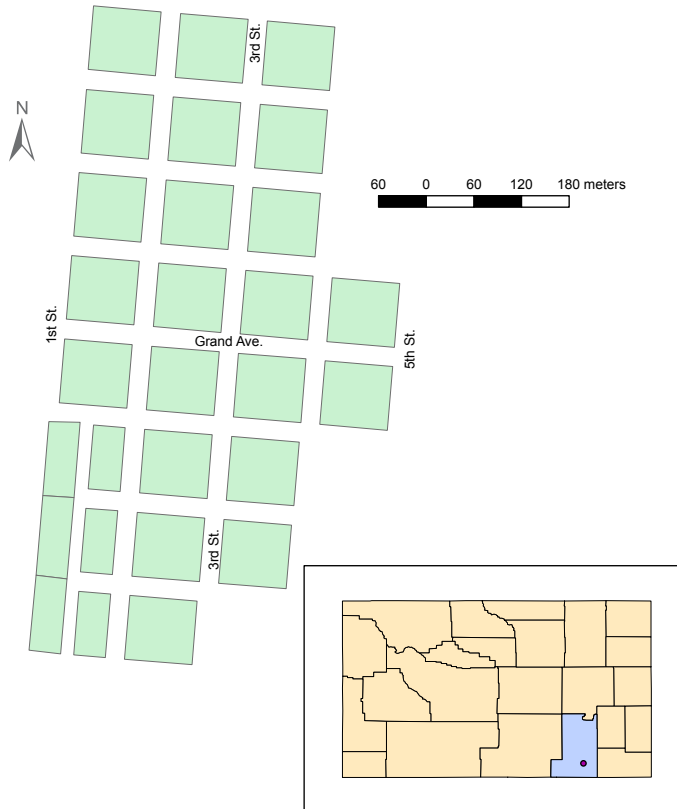 3rd St.
N
60 0 60 120 180 meters
1st St.
Grand Ave.
5th St.
3rd St.